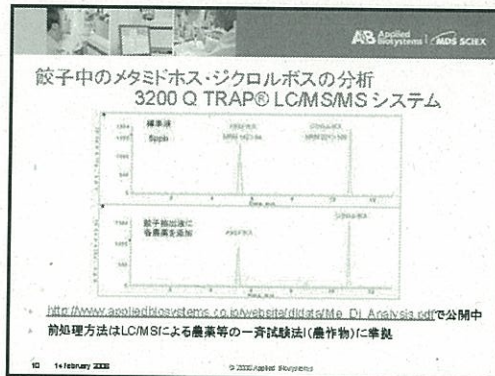 AB Applied Biosystems | MDS SCIEX
餃子中のメタミドホス・ジクロルボスの分析
3200 Q TRAP® LC/MS/MS システム
標準液
5ppb
餃子抽出液に
各農薬を添加
http://www.appliedbiosystems.co.jp/website/dldata/Me_Di_Analysis.pdfで公開中
前処理方法はLC/MSによる農薬等の一斉試験法I(農作物)に準拠
10 14 February 2008 © 2008 Applied Biosystems